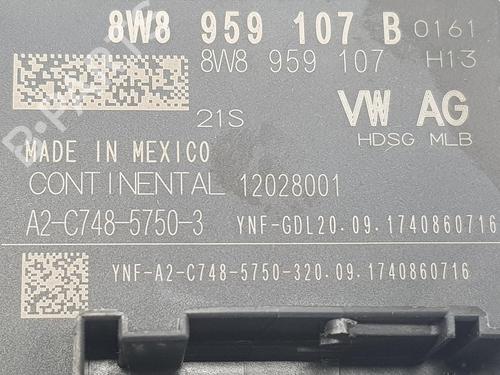 8W8 959 107 B 0161
8W8 959 107 H13
21S VW AG
HDSG MLB
MADE IN MEXICO
CONTINENTAL 12028001
A2-C748-5750-3 YNF-GDL20.09.1740860716
YNF-A2-C748-5750-320.09.1740860716
B-PARTS